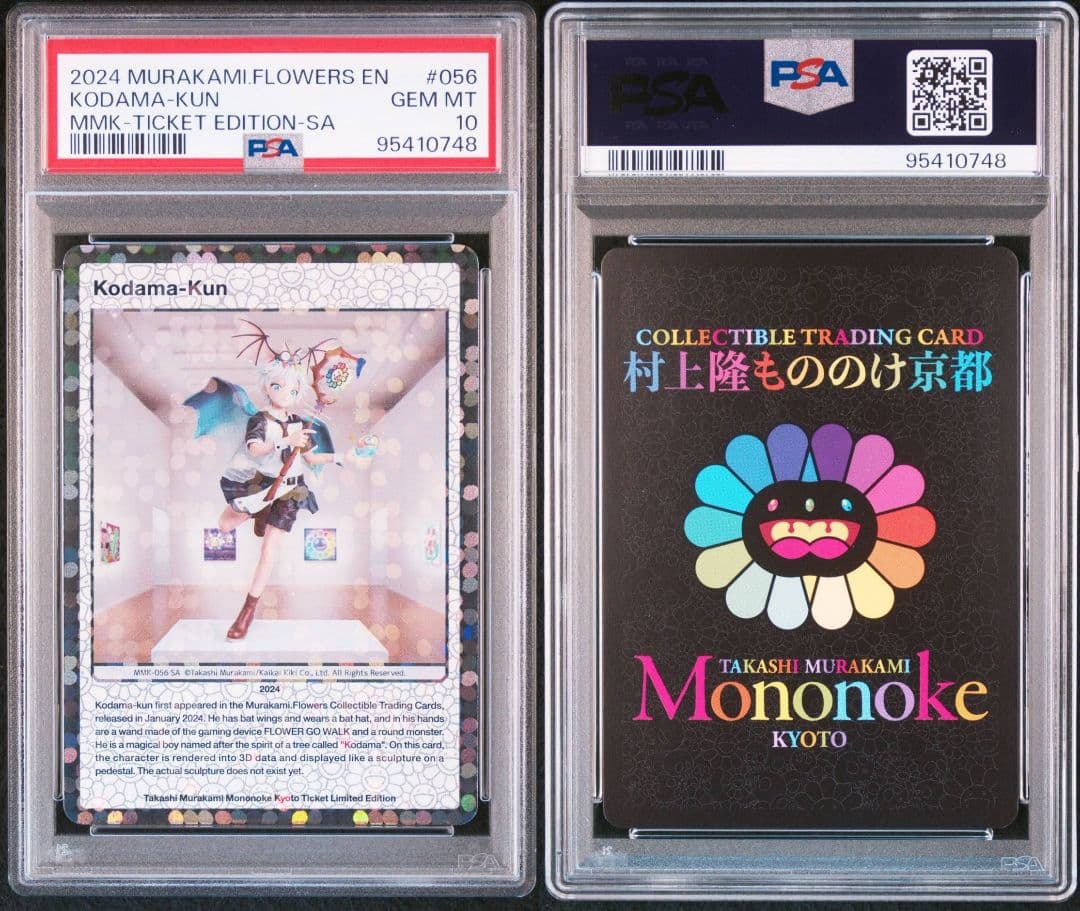 2024 MURAKAMI.FLOWERS EN #056
KODAMA-KUN GEM MT
MMK-TICKET EDITION-SA 10
PSA 95410748
Kodama-Kun
MMK-056 SA ©Takashi Murakami/Kaikai Kiki Co., Ltd. All Rights Reserved.
2024
Kodama-kun first appeared in the Murakami.Flowers Collectible Trading Cards,
released in January 2024. He has bat wings and wears a bat hat, and in his hands
are a wand made of the gaming device FLOWER GO WALK and a round monster.
He is a magical boy named after the spirit of a tree called "Kodama". On this card,
the character is rendered into 3D data and displayed like a sculpture on a
pedestal. The actual sculpture does not exist yet.
Takashi Murakami Mononoke Kyoto Ticket Limited Edition
PSA
PSA
PSA
95410748
COLLECTIBLE TRADING CARD
村上隆もののけ京都
TAKASHI MURAKAMI
Mononoke
KYOTO
PSA